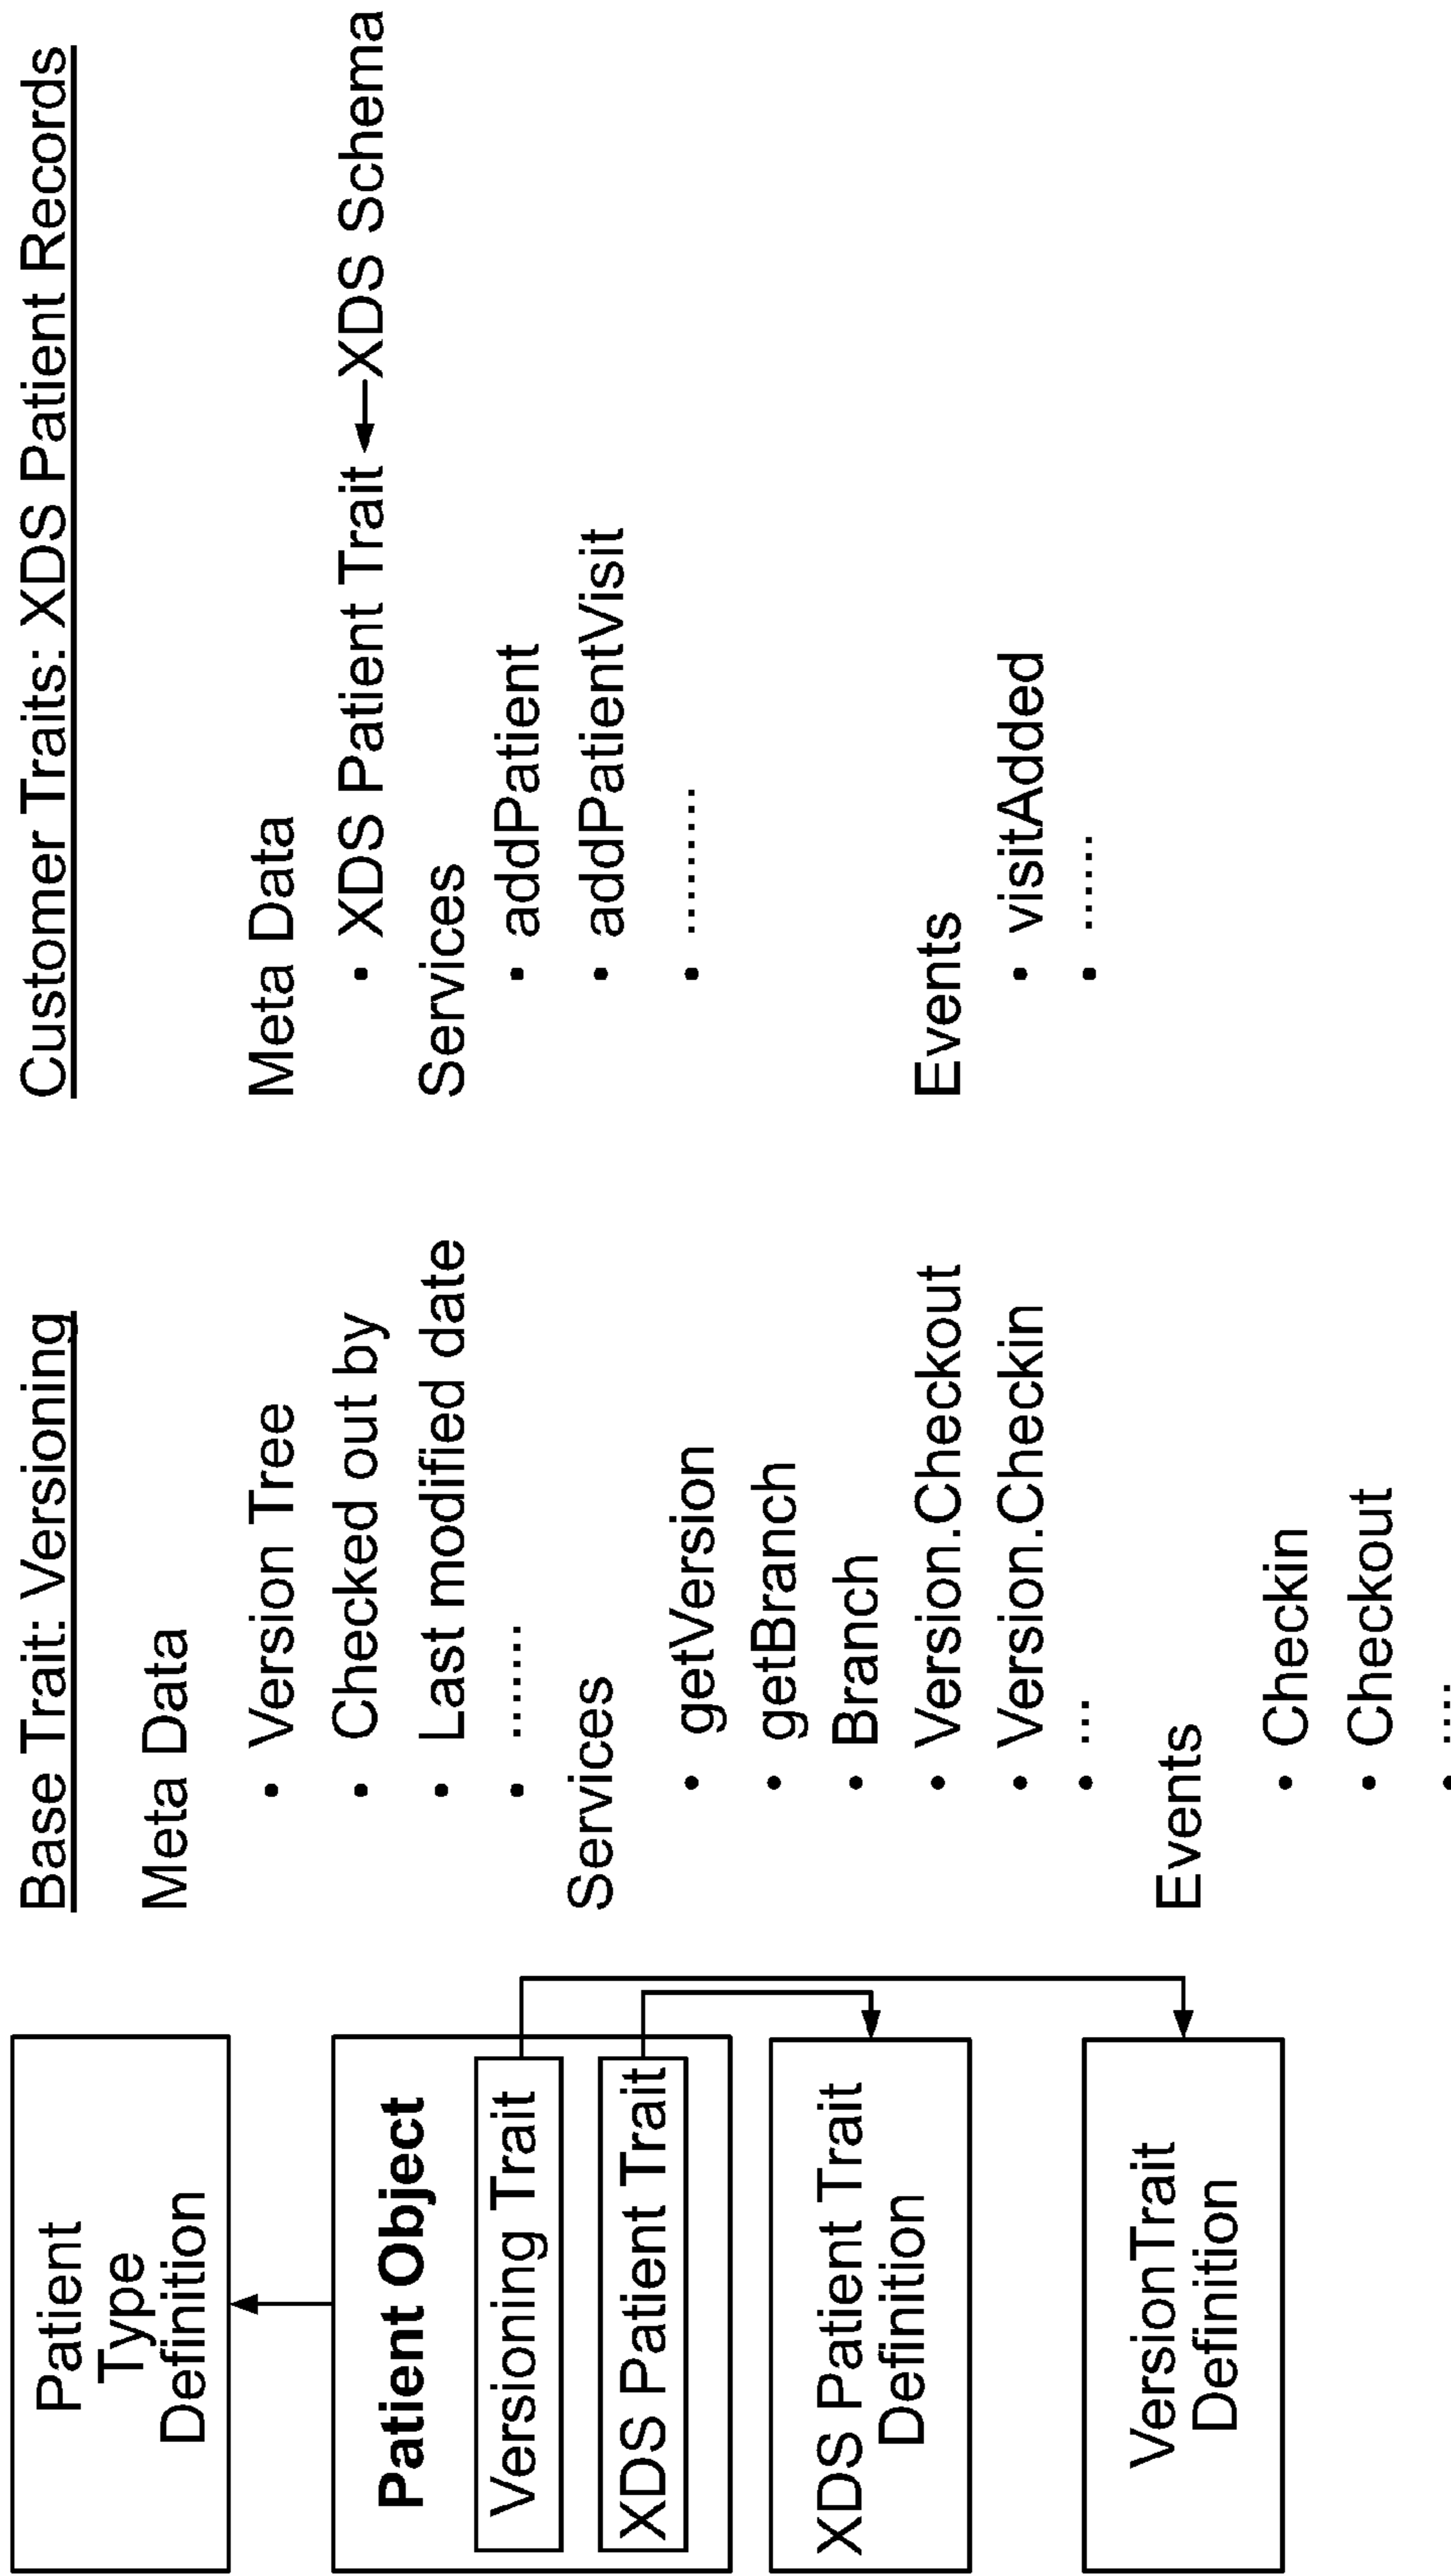 Patient
Type
Definition
Patient Object
Versioning Trait
XDS Patient Trait
XDS Patient Trait
Definition
VersionTrait
Definition
Base Trait: Versioning
Meta Data
• Version Tree
• Checked out by
• Last modified date
• .......
Services
• getVersion
• getBranch
• Branch
• Version.Checkout
• Version.Checkin
• ...
Events
• Checkin
• Checkout
• ....
Customer Traits: XDS Patient Records
Meta Data
• XDS Patient Trait XDS Schema
Services
• addPatient
• addPatientVisit
• .........
Events
• visitAdded
• ......